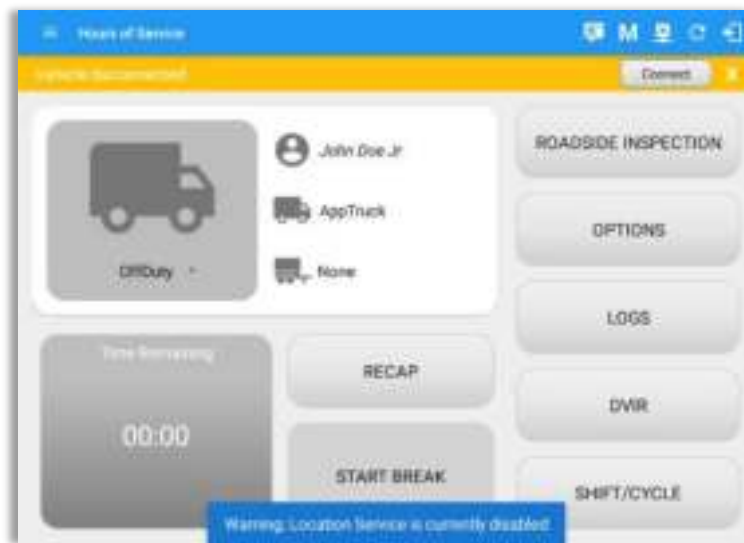 Hours of Service
M
Vehicle disconnected
Connect
X
John Doe Jr
AppTruck
None
OffDuty
ROADSIDE INSPECTION
OPTIONS
LOGS
DVIR
SHIFT/CYCLE
Time Remaining
00:00
RECAP
START BREAK
Warning: Location Service is currently disabled